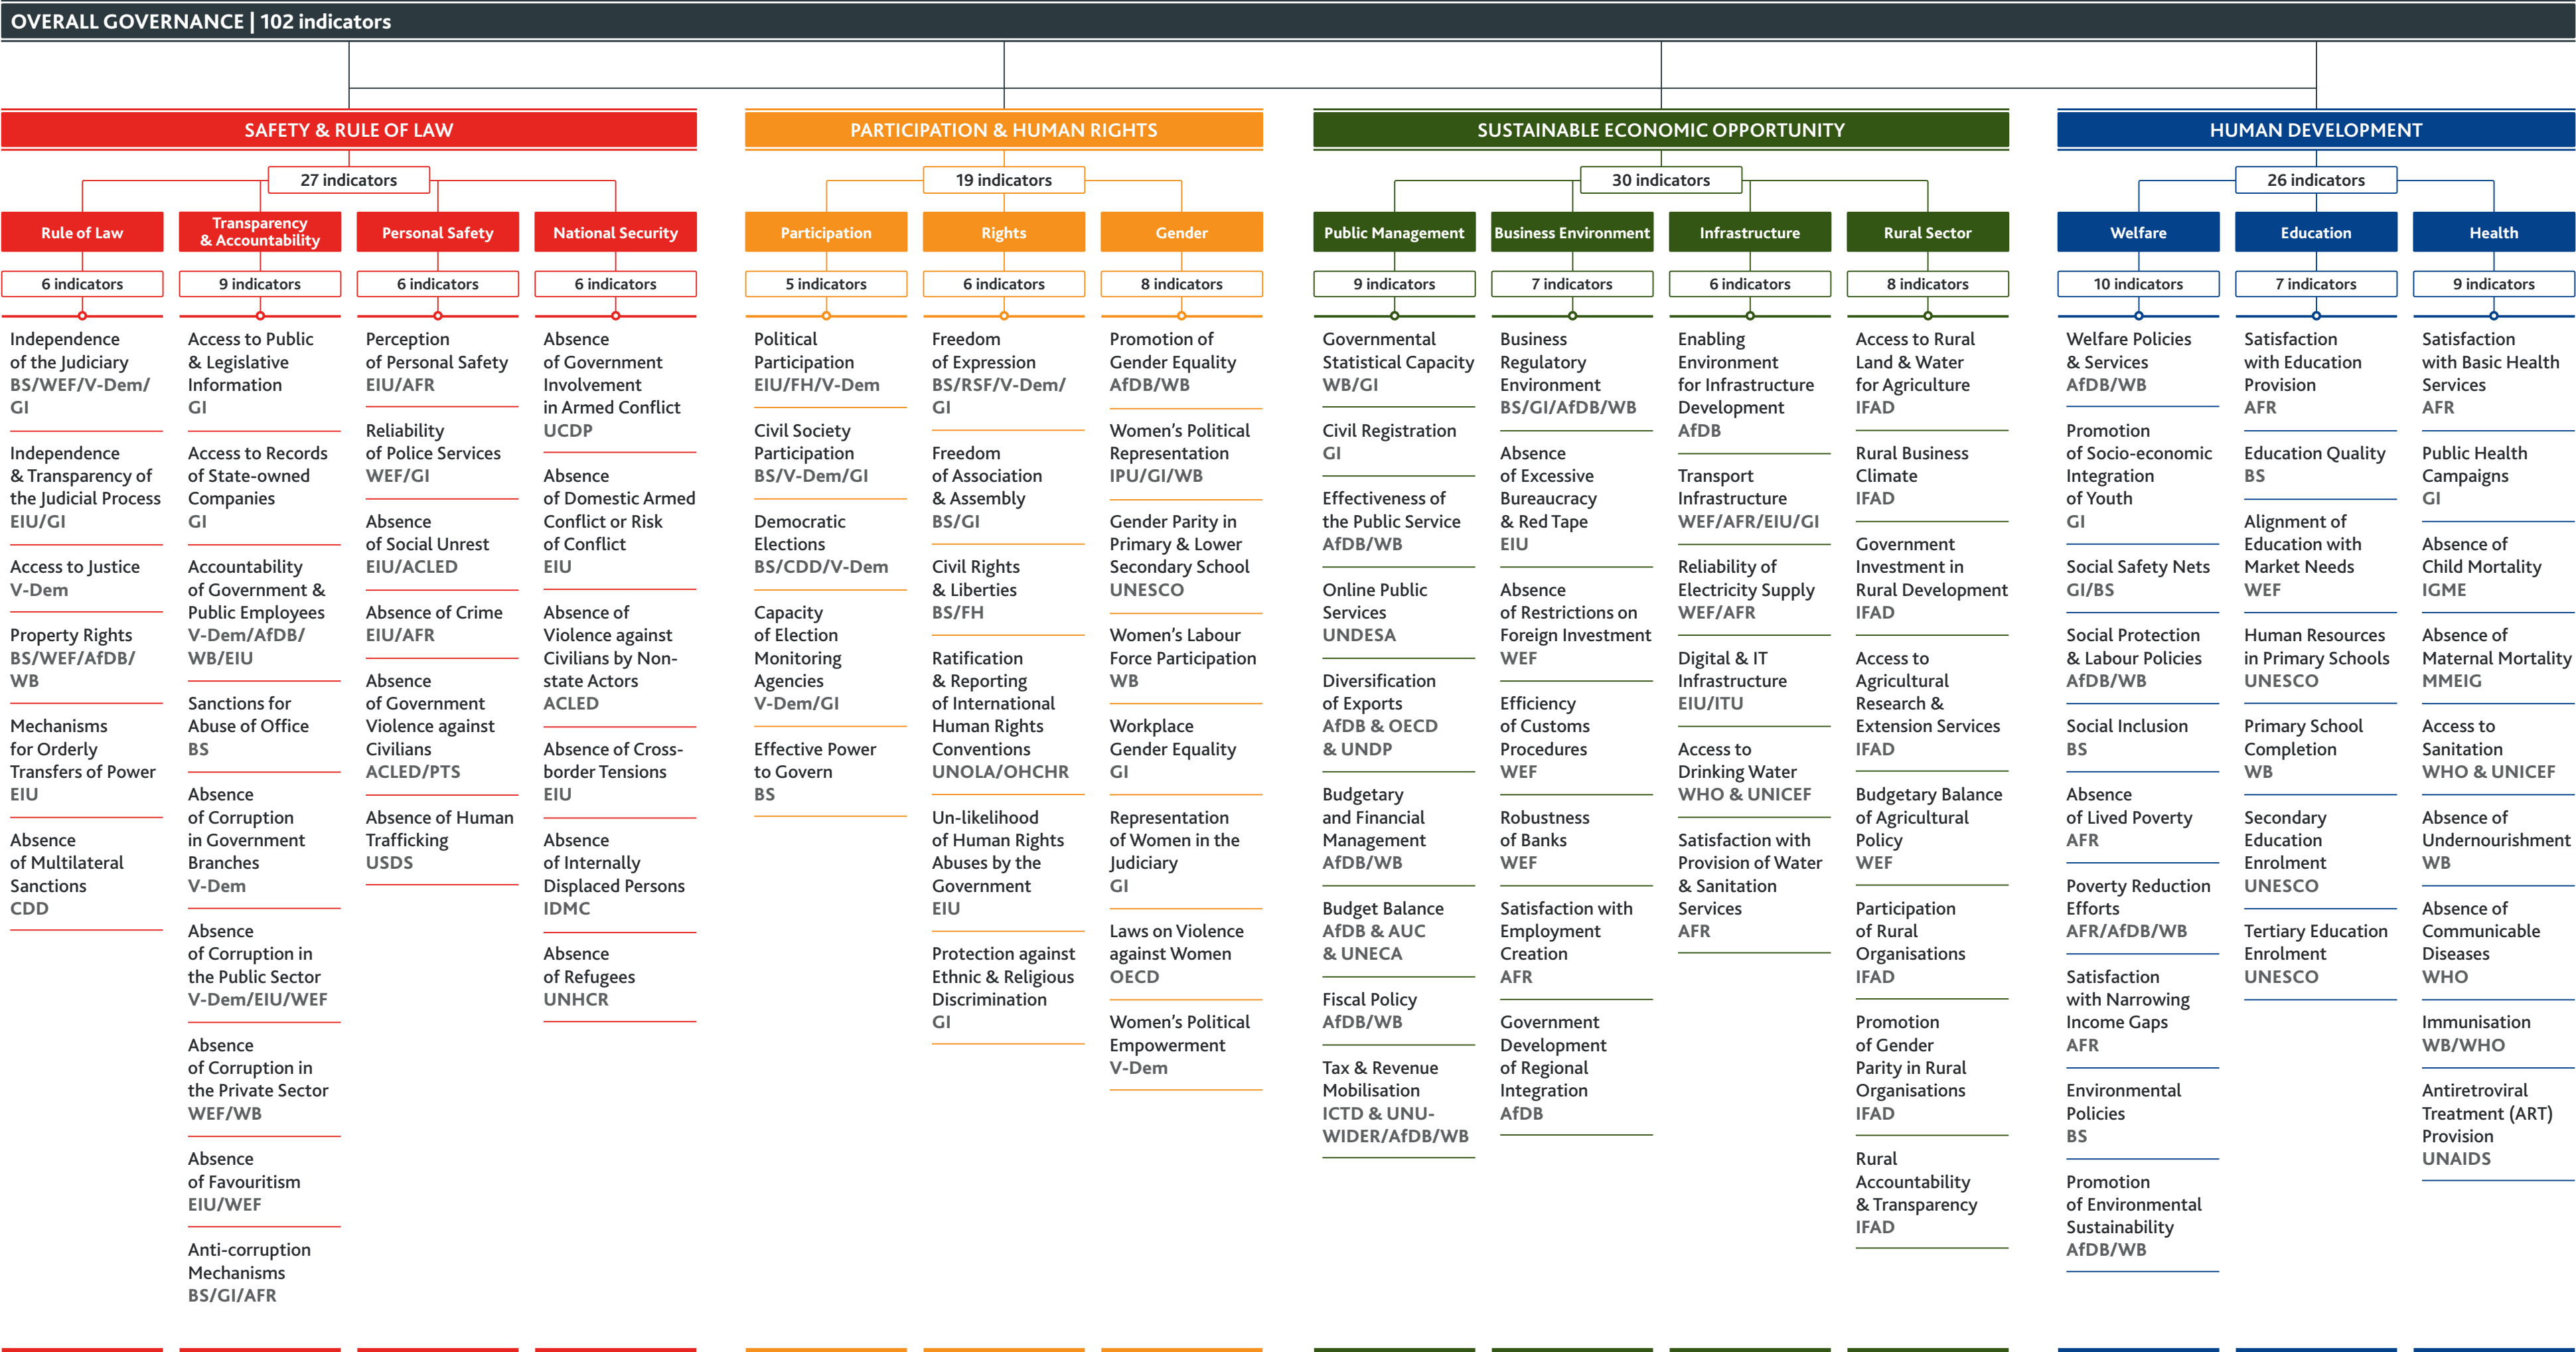 OVERALL GOVERNANCE | 102 indicators
SAFETY & RULE OF LAW
27 indicators
Rule of Law
6 indicators
Independence
of the Judiciary
BS/WEF/V-Dem/
GI
Independence
& Transparency of
the Judicial Process
EIU/GI
Access to Justice
V-Dem
Property Rights
BS/WEF/AfDB/
WB
Mechanisms
for Orderly
Transfers of Power
EIU
Absence
of Multilateral
Sanctions
CDD
Transparency
& Accountability
9 indicators
Access to Public
& Legislative
Information
GI
Access to Records
of State-owned
Companies
GI
Accountability
of Government &
Public Employees
V-Dem/AfDB/
WB/EIU
Sanctions for
Abuse of Office
BS
Absence
of Corruption
in Government
Branches
V-Dem
Absence
of Corruption in
the Public Sector
V-Dem/EIU/WEF
Absence
of Corruption in
the Private Sector
WEF/WB
Absence
of Favouritism
EIU/WEF
Anti-corruption
Mechanisms
BS/GI/AFR
Personal Safety
6 indicators
Perception
of Personal Safety
EIU/AFR
Reliability
of Police Services
WEF/GI
Absence
of Social Unrest
EIU/ACLED
Absence of Crime
EIU/AFR
Absence
of Government
Violence against
Civilians
ACLED/PTS
Absence of Human
Trafficking
USDS
National Security
6 indicators
Absence
of Government
Involvement
in Armed Conflict
UCDP
Absence
of Domestic Armed
Conflict or Risk
of Conflict
EIU
Absence of
Violence against
Civilians by Non-
state Actors
ACLED
Absence of Cross-
border Tensions
EIU
Absence
of Internally
Displaced Persons
IDMC
Absence
of Refugees
UNHCR
PARTICIPATION & HUMAN RIGHTS
19 indicators
Participation
5 indicators
Political
Participation
EIU/FH/V-Dem
Civil Society
Participation
BS/V-Dem/GI
Democratic
Elections
BS/CDD/V-Dem
Capacity
of Election
Monitoring
Agencies
V-Dem/GI
Effective Power
to Govern
BS
Rights
6 indicators
Freedom
of Expression
BS/RSF/V-Dem/
GI
Freedom
of Association
& Assembly
BS/GI
Civil Rights
& Liberties
BS/FH
Ratification
& Reporting
of International
Human Rights
Conventions
UNOLA/OHCHR
Un-likelihood
of Human Rights
Abuses by the
Government
EIU
Protection against
Ethnic & Religious
Discrimination
GI
Gender
8 indicators
Promotion of
Gender Equality
AfDB/WB
Women's Political
Representation
IPU/GI/WB
Gender Parity in
Primary & Lower
Secondary School
UNESCO
Women's Labour
Force Participation
WB
Workplace
Gender Equality
GI
Representation
of Women in the
Judiciary
GI
Laws on Violence
against Women
OECD
Women's Political
Empowerment
V-Dem
SUSTAINABLE ECONOMIC OPPORTUNITY
30 indicators
Public Management
9 indicators
Governmental
Statistical Capacity
WB/GI
Civil Registration
GI
Effectiveness of
the Public Service
AfDB/WB
Online Public
Services
UNDESA
Diversification
of Exports
AfDB & OECD
& UNDP
Budgetary
and Financial
Management
AfDB/WB
Budget Balance
AfDB & AUC
& UNECA
Fiscal Policy
AfDB/WB
Tax & Revenue
Mobilisation
ICTD & UNU-
WIDER/AfDB/WB
Business Environment
7 indicators
Business
Regulatory
Environment
BS/GI/AfDB/WB
Absence
of Excessive
Bureaucracy
& Red Tape
EIU
Absence
of Restrictions on
Foreign Investment
WEF
Efficiency
of Customs
Procedures
WEF
Robustness
of Banks
WEF
Satisfaction with
Employment
Creation
AFR
Government
Development
of Regional
Integration
AfDB
Infrastructure
6 indicators
Enabling
Environment
for Infrastructure
Development
AfDB
Transport
Infrastructure
WEF/AFR/EIU/GI
Reliability of
Electricity Supply
WEF/AFR
Digital & IT
Infrastructure
EIU/ITU
Access to
Drinking Water
WHO & UNICEF
Satisfaction with
Provision of Water
& Sanitation
Services
AFR
Rural Sector
8 indicators
Access to Rural
Land & Water
for Agriculture
IFAD
Rural Business
Climate
IFAD
Government
Investment in
Rural Development
IFAD
Access to
Agricultural
Research &
Extension Services
IFAD
Budgetary Balance
of Agricultural
Policy
WEF
Participation
of Rural
Organisations
IFAD
Promotion
of Gender
Parity in Rural
Organisations
IFAD
Rural
Accountability
& Transparency
IFAD
HUMAN DEVELOPMENT
26 indicators
Welfare
10 indicators
Welfare Policies
& Services
AfDB/WB
Promotion
of Socio-economic
Integration
of Youth
GI
Social Safety Nets
GI/BS
Social Protection
& Labour Policies
AfDB/WB
Social Inclusion
BS
Absence
of Lived Poverty
AFR
Poverty Reduction
Efforts
AFR/AfDB/WB
Satisfaction
with Narrowing
Income Gaps
AFR
Environmental
Policies
BS
Promotion
of Environmental
Sustainability
AfDB/WB
Education
7 indicators
Satisfaction
with Education
Provision
AFR
Education Quality
BS
Alignment of
Education with
Market Needs
WEF
Human Resources
in Primary Schools
UNESCO
Primary School
Completion
WB
Secondary
Education
Enrolment
UNESCO
Tertiary Education
Enrolment
UNESCO
Health
9 indicators
Satisfaction
with Basic Health
Services
AFR
Public Health
Campaigns
GI
Absence of
Child Mortality
IGME
Absence of
Maternal Mortality
MMEIG
Access to
Sanitation
WHO & UNICEF
Absence of
Undernourishment
WB
Absence of
Communicable
Diseases
WHO
Immunisation
WB/WHO
Antiretroviral
Treatment (ART)
Provision
UNAIDS